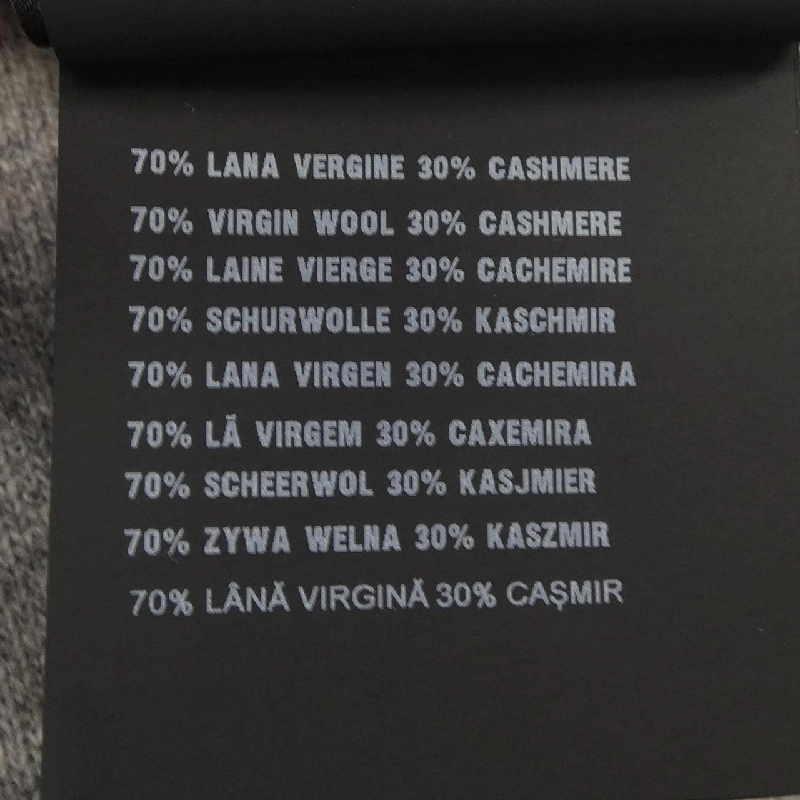 70% LANA VERGINE 30% CASHMERE
70% VIRGIN WOOL 30% CASHMERE
70% LAINE VIERGE 30% CACHEMIRE
70% SCHURWOLLE 30% KASCHMIR
70% LANA VIRGEN 30% CACHEMIRA
70% LÃ VIRGEM 30% CAXEMIRA
70% SCHEERWOL 30% KASJMIER
70% ZYWA WELNA 30% KASZMIR
70% LÂNĂ VIRGINĂ 30% CAȘMIR